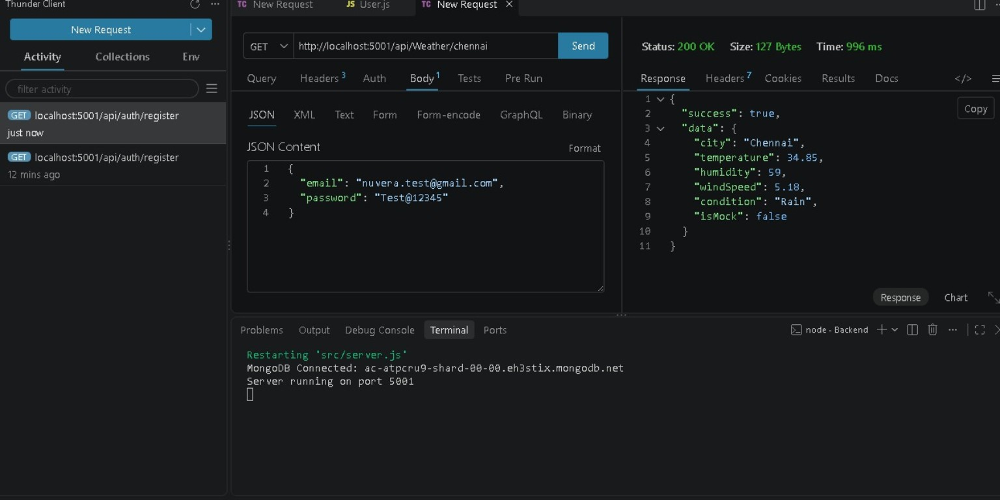 Thunder Client
New Request
Activity Collections Env
filter activity
GET localhost:5001/api/auth/register
just now
GET localhost:5001/api/auth/register
12 mins ago
TC New Request JS User.js TC New Request
GET http://localhost:5001/api/Weather/chennai Send
Query Headers 3 Auth Body 1 Tests Pre Run
JSON XML Text Form Form-encode GraphQL Binary
JSON Content Format
1 {
2 "email": "nuvera.test@gmail.com",
3 "password": "Test@12345"
4 }
Status: 200 OK Size: 127 Bytes Time: 996 ms
Response Headers 7 Cookies Results Docs </>
Copy
1 {
2 "success": true,
3 "data": {
4 "city": "Chennai",
5 "temperature": 34.85,
6 "humidity": 59,
7 "windSpeed": 5.18,
8 "condition": "Rain",
9 "isMock": false
10 }
11 }
Response Chart
Problems Output Debug Console Terminal Ports node - Backend
Restarting 'src/server.js'
MongoDB Connected: ac-atpcru9-shard-00-00.eh3stix.mongodb.net
Server running on port 5001